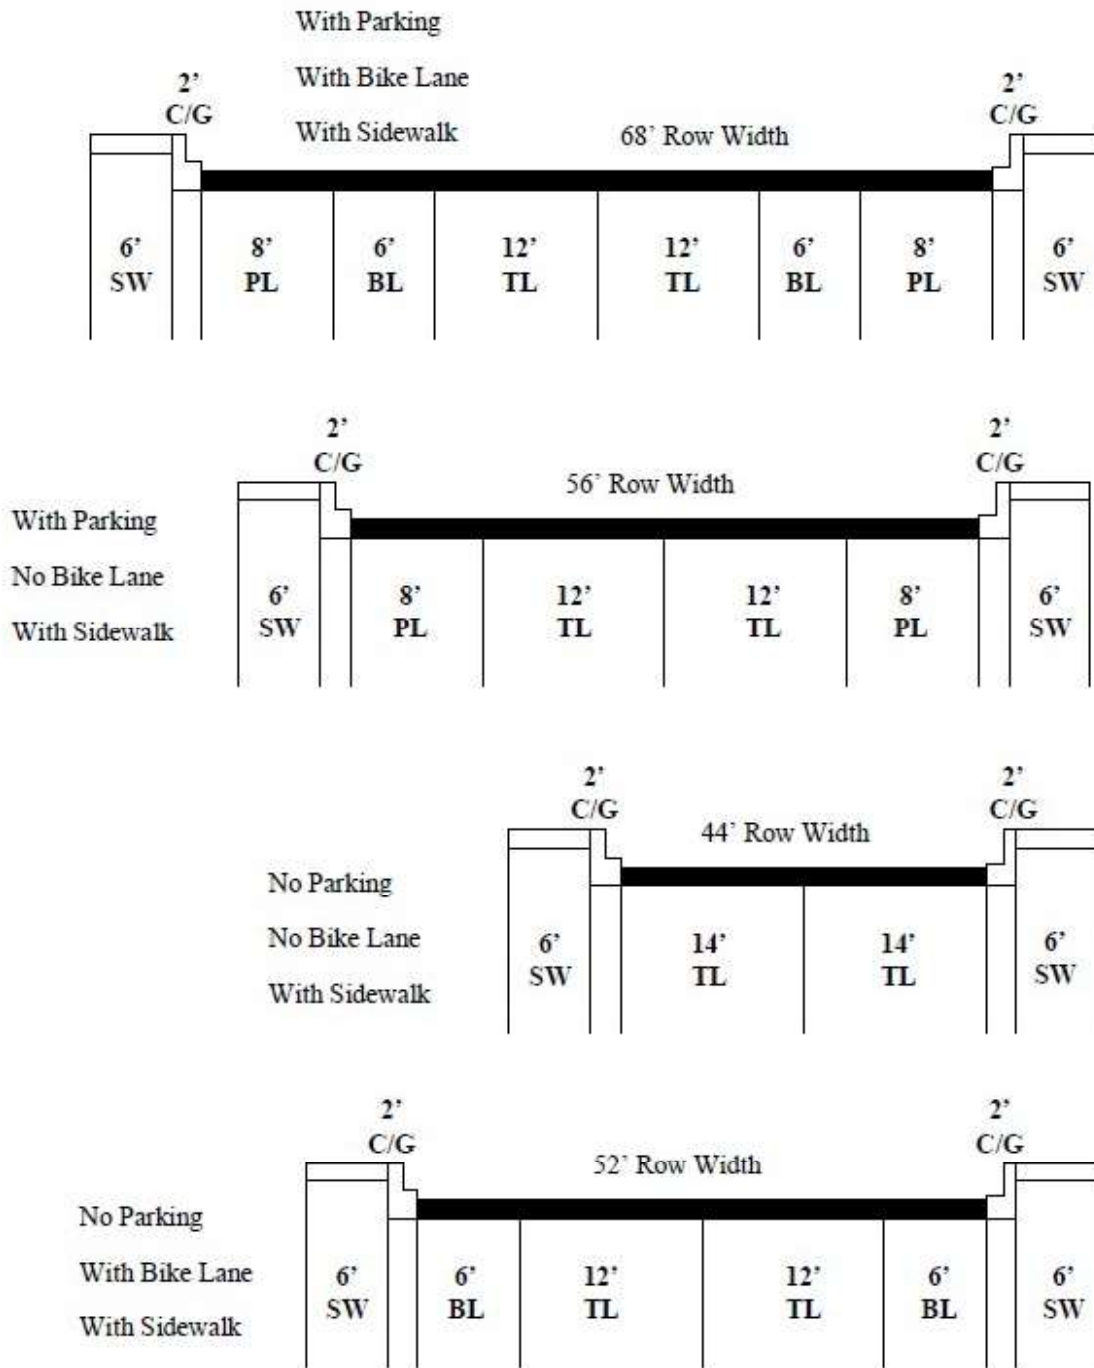 With Parking
With Bike Lane
With Sidewalk
2’ 2’
C/G C/G
68’ Row Width
6’ 8’ 6’ 12’ 12’ 6’ 8’ 6’
SW PL BL TL TL BL PL SW
2’ 2’
C/G C/G
56’ Row Width
With Parking
No Bike Lane
With Sidewalk
6’ 8’ 12’ 12’ 8’ 6’
SW PL TL TL PL SW
2’ 2’
C/G C/G
44’ Row Width
No Parking
No Bike Lane
With Sidewalk
6’ 14’ 14’ 6’
SW TL TL SW
2’ 2’
C/G C/G
52’ Row Width
No Parking
With Bike Lane
With Sidewalk
6’ 6’ 12’ 12’ 6’ 6’
SW BL TL TL BL SW